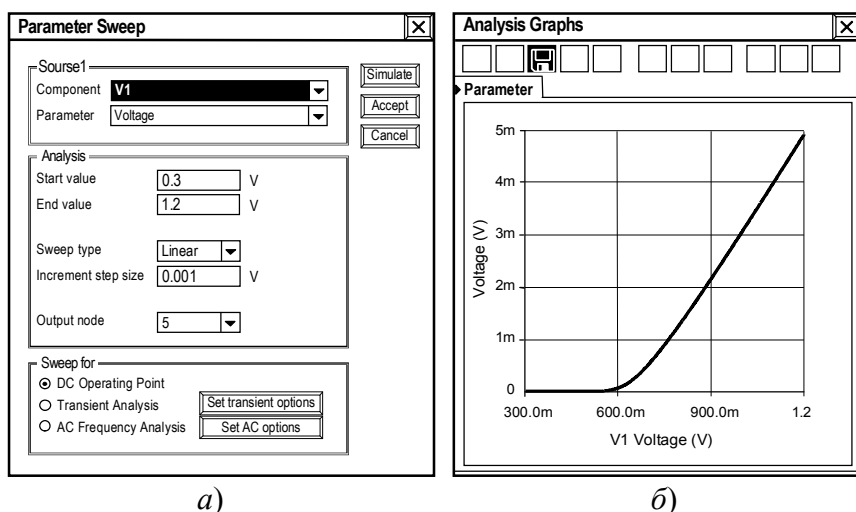 Parameter Sweep
Sourse1
Component V1
Parameter Voltage
Simulate
Accept
Cancel
Analysis
Start value 0.3 V
End value 1.2 V
Sweep type Linear
Increment step size 0.001 V
Output node 5
Sweep for
DC Operating Point
Transient Analysis Set transient options
AC Frequency Analysis Set AC options
а)
Analysis Graphs
Parameter
Voltage (V)
5m
4m
3m
2m
1m
0
300.0m 600.0m 900.0m 1.2
V1 Voltage (V)
б)